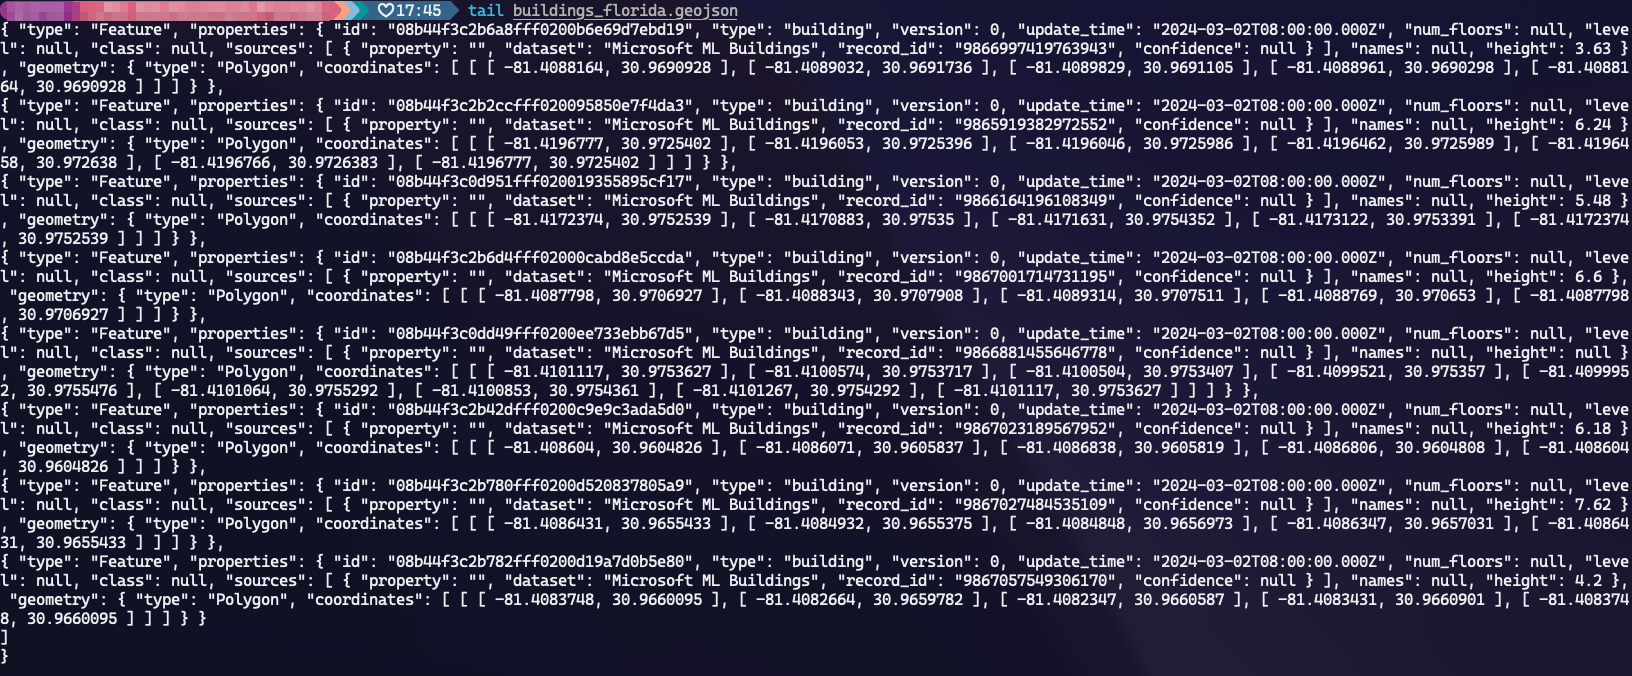 ♡17:45 tail buildings_florida.geojson
{ "type": "Feature", "properties": { "id": "08b44f3c2b6a8fff0200b6e69d7ebd19", "type": "building", "version": 0, "update_time": "2024-03-02T08:00:00.000Z", "num_floors": null, "leve
l": null, "class": null, "sources": [ { "property": "", "dataset": "Microsoft ML Buildings", "record_id": "9866997419763943", "confidence": null } ], "names": null, "height": 3.63 }
, "geometry": { "type": "Polygon", "coordinates": [ [ [ -81.4088164, 30.9690928 ], [ -81.4089032, 30.9691736 ], [ -81.4089829, 30.9691105 ], [ -81.4088961, 30.9690298 ], [ -81.40881
64, 30.9690928 ] ] ] } },
{ "type": "Feature", "properties": { "id": "08b44f3c2b2ccfff020095850e7f4da3", "type": "building", "version": 0, "update_time": "2024-03-02T08:00:00.000Z", "num_floors": null, "leve
l": null, "class": null, "sources": [ { "property": "", "dataset": "Microsoft ML Buildings", "record_id": "9865919382972552", "confidence": null } ], "names": null, "height": 6.24 }
, "geometry": { "type": "Polygon", "coordinates": [ [ [ -81.4196777, 30.9725402 ], [ -81.4196053, 30.9725396 ], [ -81.4196046, 30.9725986 ], [ -81.4196462, 30.9725989 ], [ -81.41964
58, 30.972638 ], [ -81.4196766, 30.9726383 ], [ -81.4196777, 30.9725402 ] ] ] } },
{ "type": "Feature", "properties": { "id": "08b44f3c0d951fff020019355895cf17", "type": "building", "version": 0, "update_time": "2024-03-02T08:00:00.000Z", "num_floors": null, "leve
l": null, "class": null, "sources": [ { "property": "", "dataset": "Microsoft ML Buildings", "record_id": "9866164196108349", "confidence": null } ], "names": null, "height": 5.48 }
, "geometry": { "type": "Polygon", "coordinates": [ [ [ -81.4172374, 30.9752539 ], [ -81.4170883, 30.97535 ], [ -81.4171631, 30.9754352 ], [ -81.4173122, 30.9753391 ], [ -81.4172374
, 30.9752539 ] ] ] } },
{ "type": "Feature", "properties": { "id": "08b44f3c2b6d4fff02000cabd8e5ccda", "type": "building", "version": 0, "update_time": "2024-03-02T08:00:00.000Z", "num_floors": null, "leve
l": null, "class": null, "sources": [ { "property": "", "dataset": "Microsoft ML Buildings", "record_id": "9867001714731195", "confidence": null } ], "names": null, "height": 6.6 },
"geometry": { "type": "Polygon", "coordinates": [ [ [ -81.4087798, 30.9706927 ], [ -81.4088343, 30.9707908 ], [ -81.4089314, 30.9707511 ], [ -81.4088769, 30.970653 ], [ -81.4087798
, 30.9706927 ] ] ] } },
{ "type": "Feature", "properties": { "id": "08b44f3c0dd49fff0200ee733ebb67d5", "type": "building", "version": 0, "update_time": "2024-03-02T08:00:00.000Z", "num_floors": null, "leve
l": null, "class": null, "sources": [ { "property": "", "dataset": "Microsoft ML Buildings", "record_id": "9866881455646778", "confidence": null } ], "names": null, "height": null }
, "geometry": { "type": "Polygon", "coordinates": [ [ [ -81.4101117, 30.9753627 ], [ -81.4100574, 30.9753717 ], [ -81.4100504, 30.9753407 ], [ -81.4099521, 30.975357 ], [ -81.409995
2, 30.9755476 ], [ -81.4101064, 30.9755292 ], [ -81.4100853, 30.9754361 ], [ -81.4101267, 30.9754292 ], [ -81.4101117, 30.9753627 ] ] ] } },
{ "type": "Feature", "properties": { "id": "08b44f3c2b42dfff0200c9e9c3ada5d0", "type": "building", "version": 0, "update_time": "2024-03-02T08:00:00.000Z", "num_floors": null, "leve
l": null, "class": null, "sources": [ { "property": "", "dataset": "Microsoft ML Buildings", "record_id": "9867023189567952", "confidence": null } ], "names": null, "height": 6.18 }
, "geometry": { "type": "Polygon", "coordinates": [ [ [ -81.408604, 30.9604826 ], [ -81.4086071, 30.9605837 ], [ -81.4086838, 30.9605819 ], [ -81.4086806, 30.9604808 ], [ -81.408604
, 30.9604826 ] ] ] } },
{ "type": "Feature", "properties": { "id": "08b44f3c2b780fff0200d520837805a9", "type": "building", "version": 0, "update_time": "2024-03-02T08:00:00.000Z", "num_floors": null, "leve
l": null, "class": null, "sources": [ { "property": "", "dataset": "Microsoft ML Buildings", "record_id": "9867027484535109", "confidence": null } ], "names": null, "height": 7.62 }
, "geometry": { "type": "Polygon", "coordinates": [ [ [ -81.4086431, 30.9655433 ], [ -81.4084932, 30.9655375 ], [ -81.4084848, 30.9656973 ], [ -81.4086347, 30.9657031 ], [ -81.40864
31, 30.9655433 ] ] ] } },
{ "type": "Feature", "properties": { "id": "08b44f3c2b782fff0200d19a7d0b5e80", "type": "building", "version": 0, "update_time": "2024-03-02T08:00:00.000Z", "num_floors": null, "leve
l": null, "class": null, "sources": [ { "property": "", "dataset": "Microsoft ML Buildings", "record_id": "9867057549306170", "confidence": null } ], "names": null, "height": 4.2 },
"geometry": { "type": "Polygon", "coordinates": [ [ [ -81.4083748, 30.9660095 ], [ -81.4082664, 30.9659782 ], [ -81.4082347, 30.9660587 ], [ -81.4083431, 30.9660901 ], [ -81.408374
8, 30.9660095 ] ] ] } }
]
}